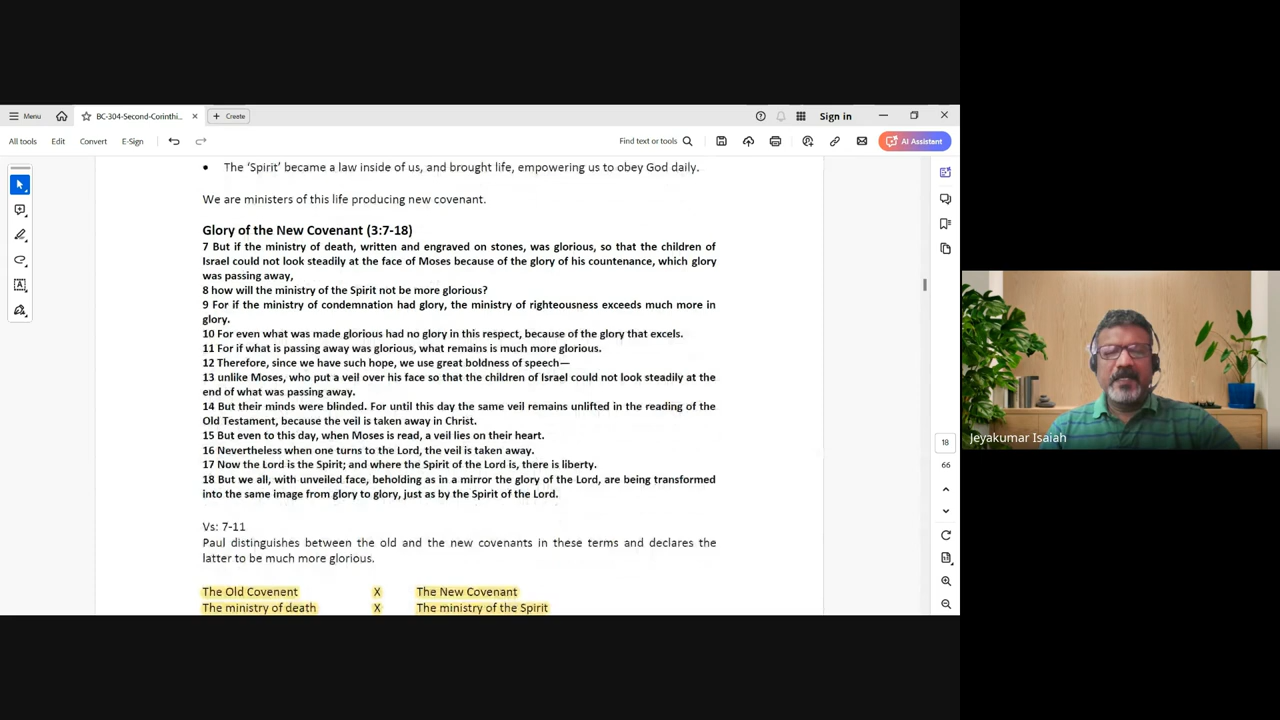 Menu
BC-304-Second-Corinthi...
Create
Sign in
All tools
Edit
Convert
E-Sign
Find text or tools
AI Assistant
• The ‘Spirit’ became a law inside of us, and brought life, empowering us to obey God daily.
We are ministers of this life producing new covenant.
Glory of the New Covenant (3:7-18)
7 But if the ministry of death, written and engraved on stones, was glorious, so that the children of
Israel could not look steadily at the face of Moses because of the glory of his countenance, which glory
was passing away,
8 how will the ministry of the Spirit not be more glorious?
9 For if the ministry of condemnation had glory, the ministry of righteousness exceeds much more in
glory.
10 For even what was made glorious had no glory in this respect, because of the glory that excels.
11 For if what is passing away was glorious, what remains is much more glorious.
12 Therefore, since we have such hope, we use great boldness of speech—
13 unlike Moses, who put a veil over his face so that the children of Israel could not look steadily at the
end of what was passing away.
14 But their minds were blinded. For until this day the same veil remains unlifted in the reading of the
Old Testament, because the veil is taken away in Christ.
15 But even to this day, when Moses is read, a veil lies on their heart.
16 Nevertheless when one turns to the Lord, the veil is taken away.
17 Now the Lord is the Spirit; and where the Spirit of the Lord is, there is liberty.
18 But we all, with unveiled face, beholding as in a mirror the glory of the Lord, are being transformed
into the same image from glory to glory, just as by the Spirit of the Lord.
Vs: 7-11
Paul distinguishes between the old and the new covenants in these terms and declares the
latter to be much more glorious.
The Old Covenent X The New Covenant
The ministry of death X The ministry of the Spirit
18
66
Jeyakumar Isaiah